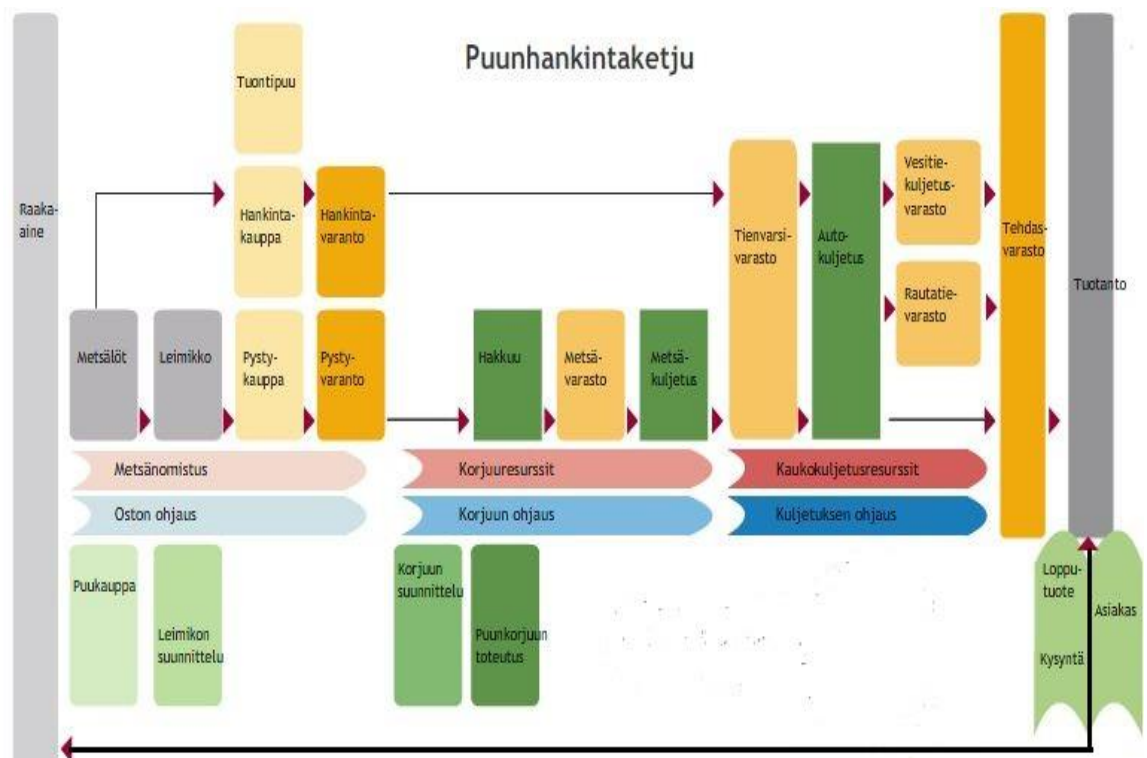 Puunhankintaketju
Raaka-
aine
Tuontipuu
Hankinta-
kauppa
Hankinta-
varanto
Metsälöt
Leimikko
Pysty-
kauppa
Pysty-
varanto
Hakkuu
Metsä-
varasto
Metsä-
kuljetus
Tienvarsi-
varasto
Auto-
kuljetus
Vesitie-
kuljetus-
varasto
Rautatie-
varasto
Tehdas-
varasto
Tuotanto
Metsänomistus
Korjuuresurssit
Kaukokuljetusresurssit
Oston ohjaus
Korjuun ohjaus
Kuljetuksen ohjaus
Puukauppa
Leimikon
suunnittelu
Korjuun
suunnittelu
Puunkorjuun
toteutus
Loppu-
tuote
Kysyntä
Asiakas